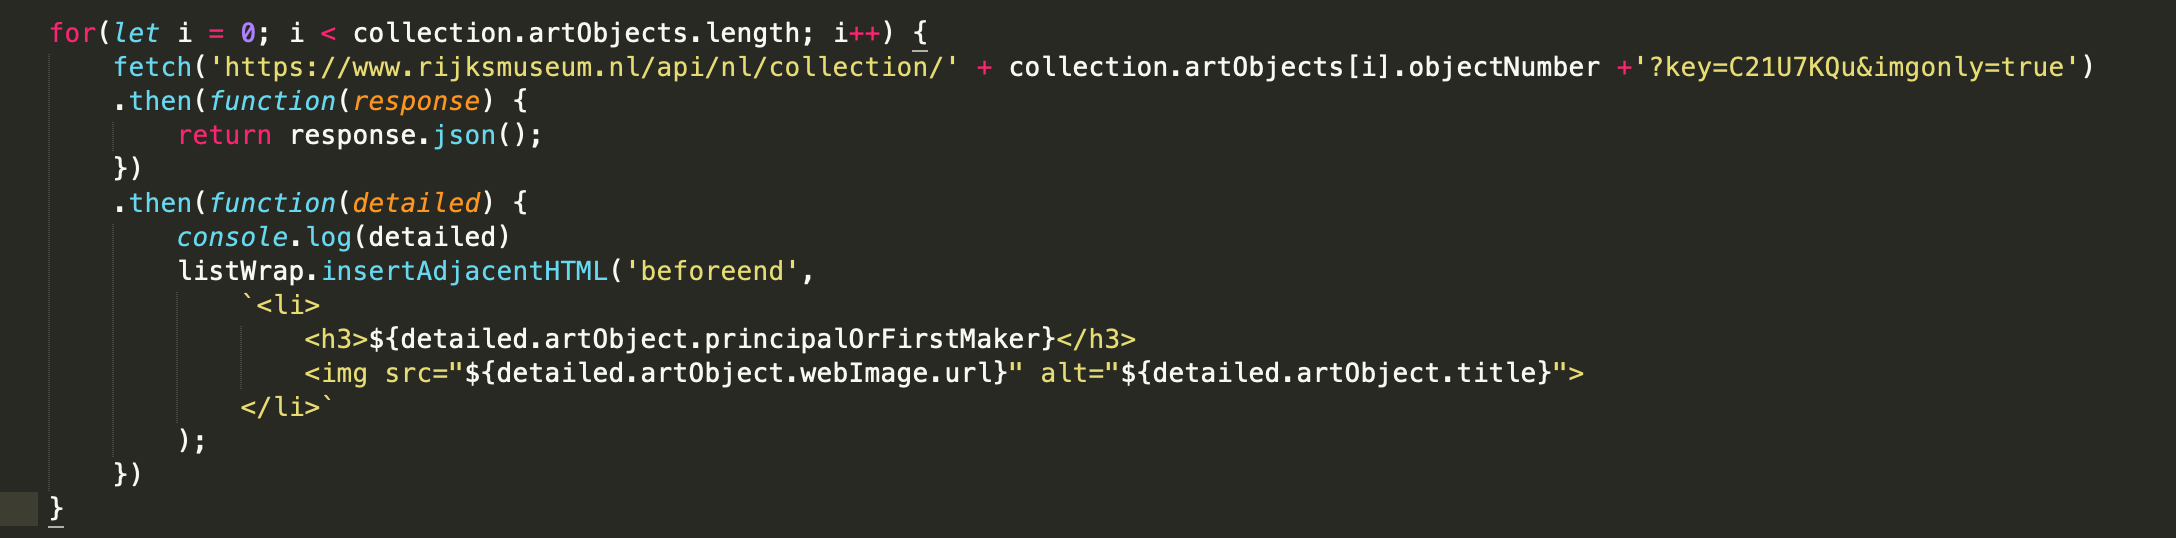 for(let i = 0; i < collection.artObjects.length; i++) {
    fetch('https://www.rijksmuseum.nl/api/nl/collection/' + collection.artObjects[i].objectNumber +'?key=C21U7KQu&imgonly=true')
    .then(function(response) {
        return response.json();
    })
    .then(function(detailed) {
        console.log(detailed)
        listWrap.insertAdjacentHTML('beforeend',
            `<li>
                <h3>${detailed.artObject.principalOrFirstMaker}</h3>
                <img src="${detailed.artObject.webImage.url}" alt="${detailed.artObject.title}">
            </li>`
        );
    })
}